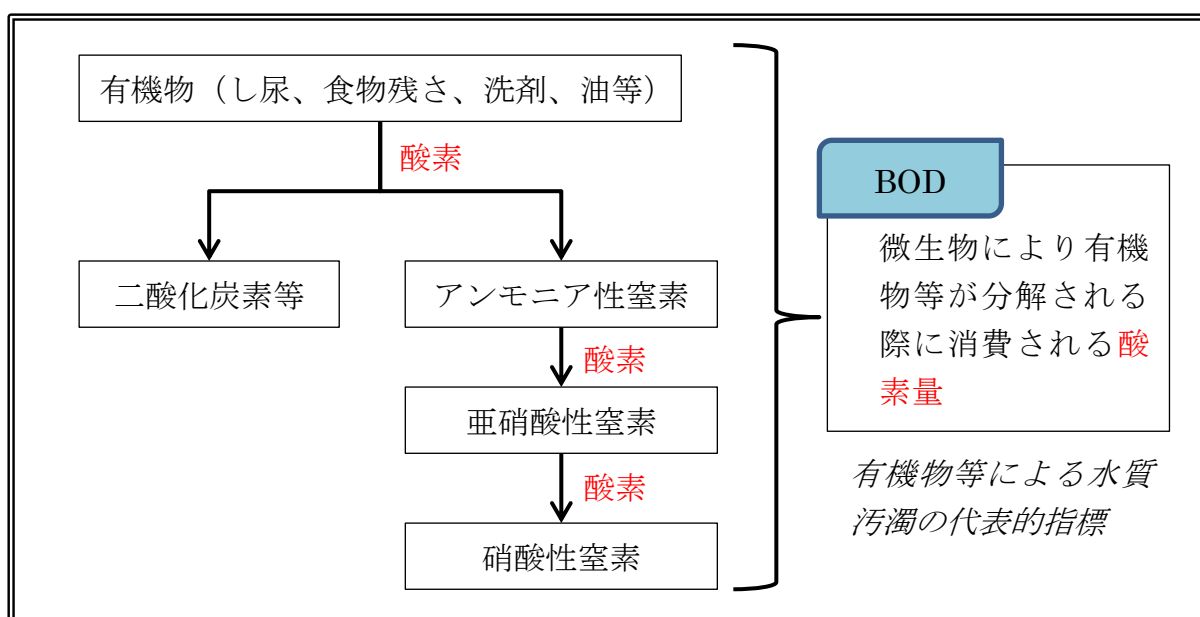 有機物（し尿、食物残さ、洗剤、油等）
酸素
二酸化炭素等
アンモニア性窒素
酸素
亜硝酸性窒素
酸素
硝酸性窒素
BOD
微生物により有機
物等が分解される
際に消費される酸
素量
有機物等による水質
汚濁の代表的指標